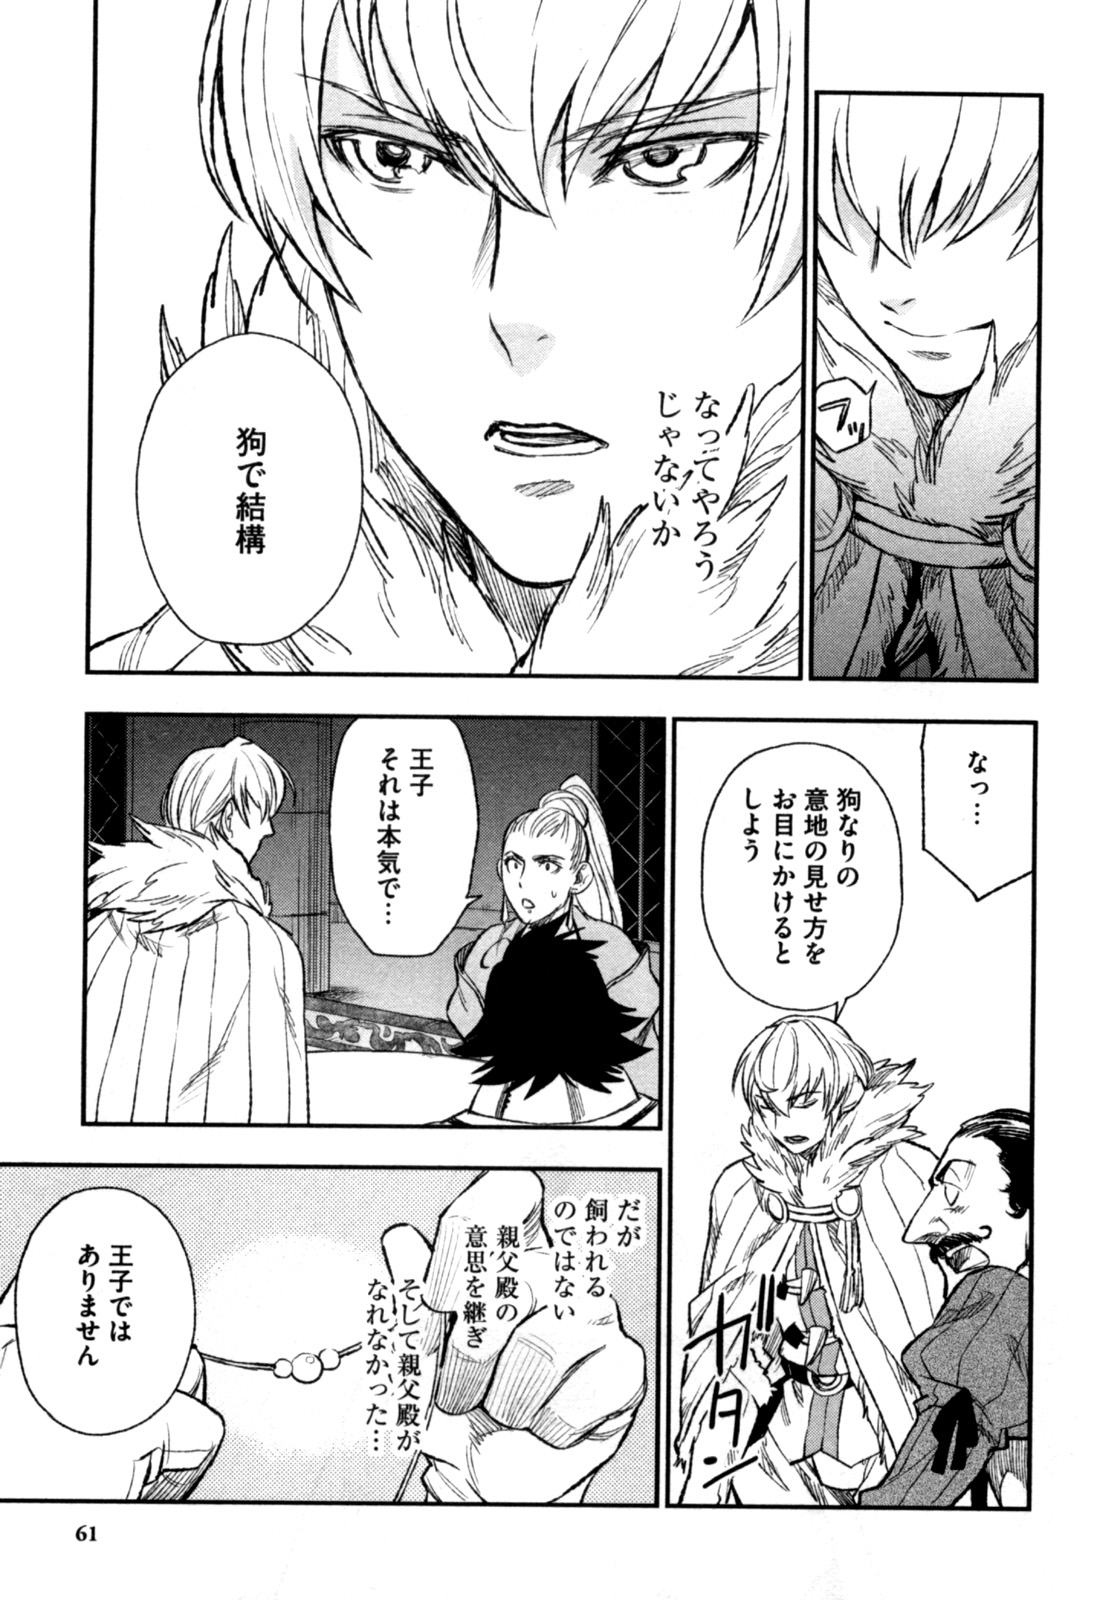 フッ
なってやろう
じゃないか
狗で結構
なっ…
狗なりの
意地の見せ方を
お目にかけると
しよう
ガタン
王子
それは本気で…
だが
飼われる
のではない
親父殿の
意思を継ぎ
そして親父殿が
なれなかった…
王子では
ありません
61